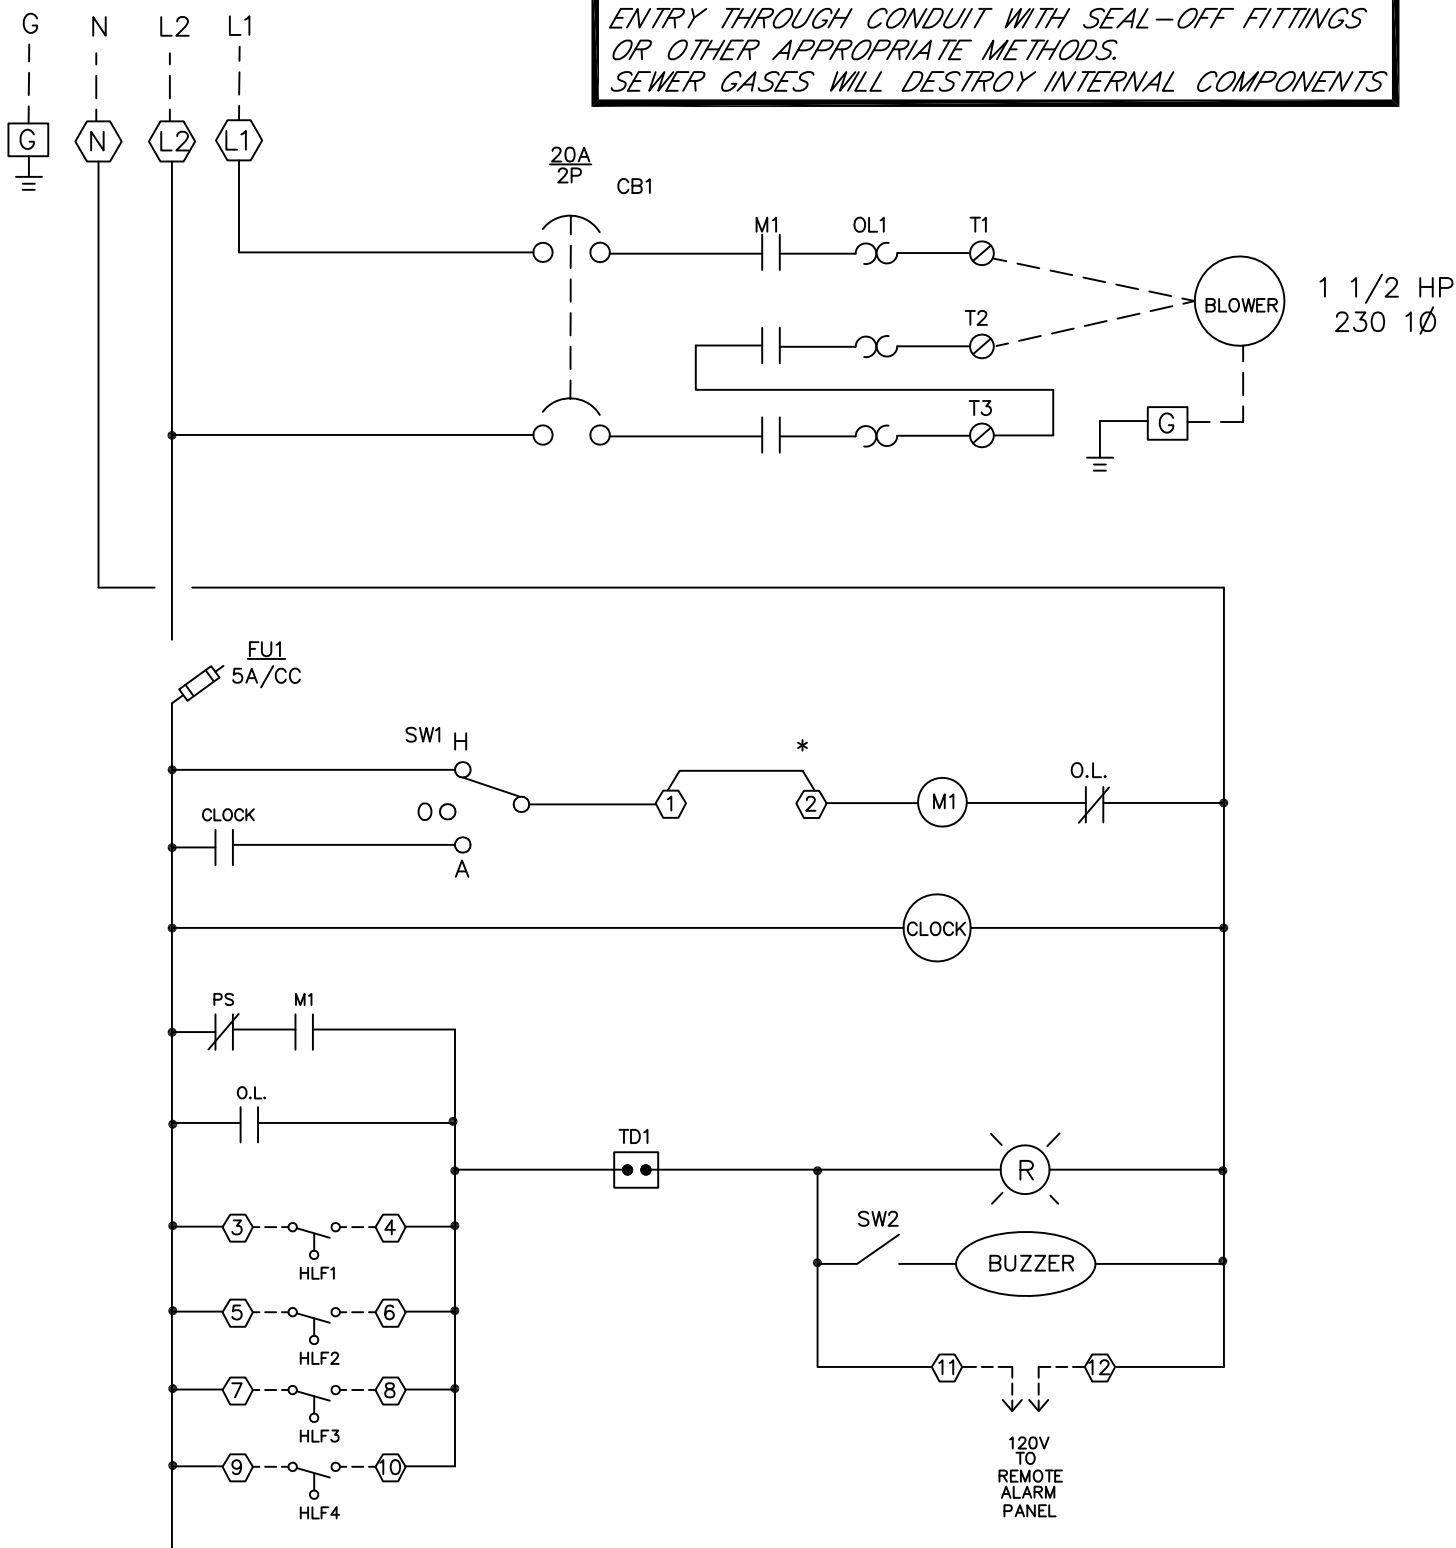 ENTRY THROUGH CONDUIT WITH SEAL-OFF FITTINGS
OR OTHER APPROPRIATE METHODS.
SEWER GASES WILL DESTROY INTERNAL COMPONENTS
G N L2 L1
G N L2 L1
20A
2P
CB1
M1 OL1 T1
BLOWER
1 1/2 HP
230 1Ø
T2
T3
G
FU1
5A/CC
SW1 H
*
O.L.
1 2 M1
O
CLOCK
A
CLOCK
PS M1
O.L.
TD1
R
3 4
HLF1
SW2
BUZZER
5 6
HLF2
11 12
7 8
HLF3
120V
TO
REMOTE
ALARM
PANEL
9 10
HLF4